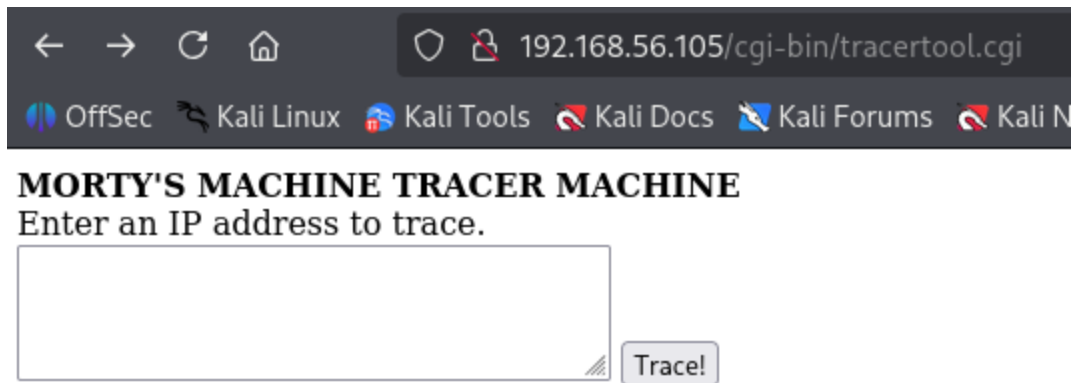 192.168.56.105/cgi-bin/tracertool.cgi
OffSec Kali Linux Kali Tools Kali Docs Kali Forums Kali N
MORTY'S MACHINE TRACER MACHINE
Enter an IP address to trace.
Trace!